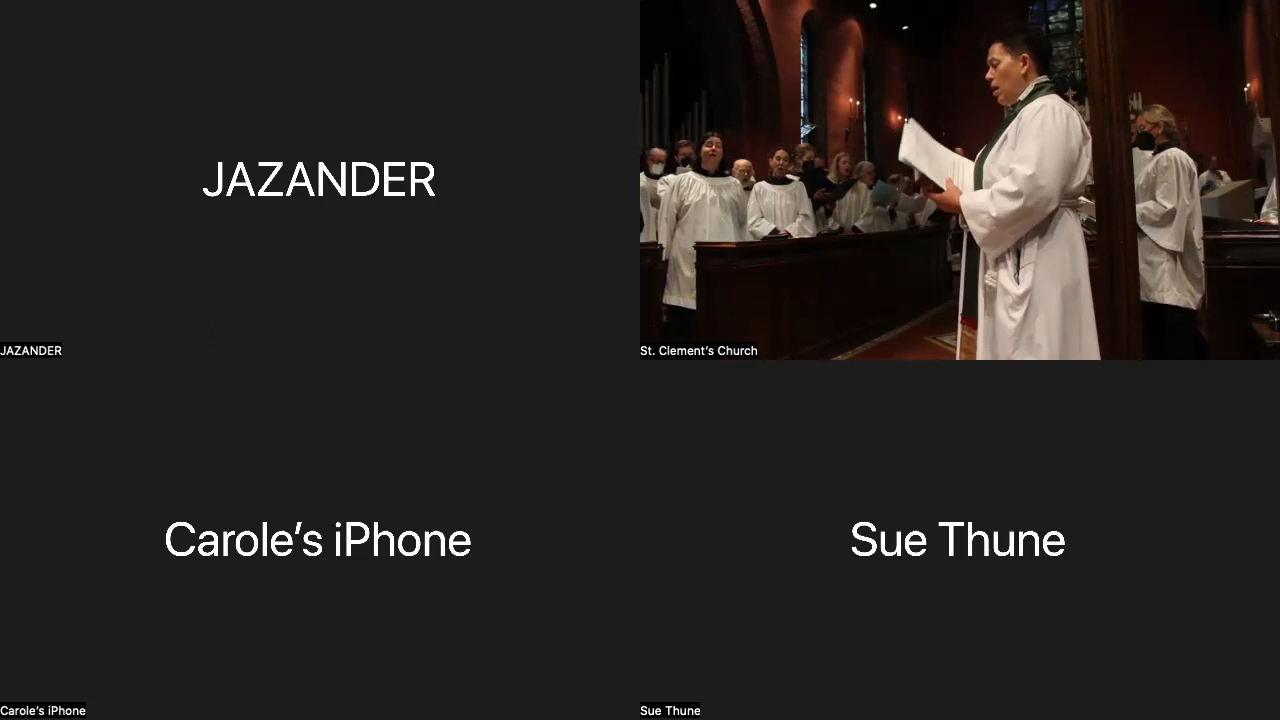 JAZANDER
JAZANDER
St. Clement's Church
Carole's iPhone
Sue Thune
Carole's iPhone
Sue Thune